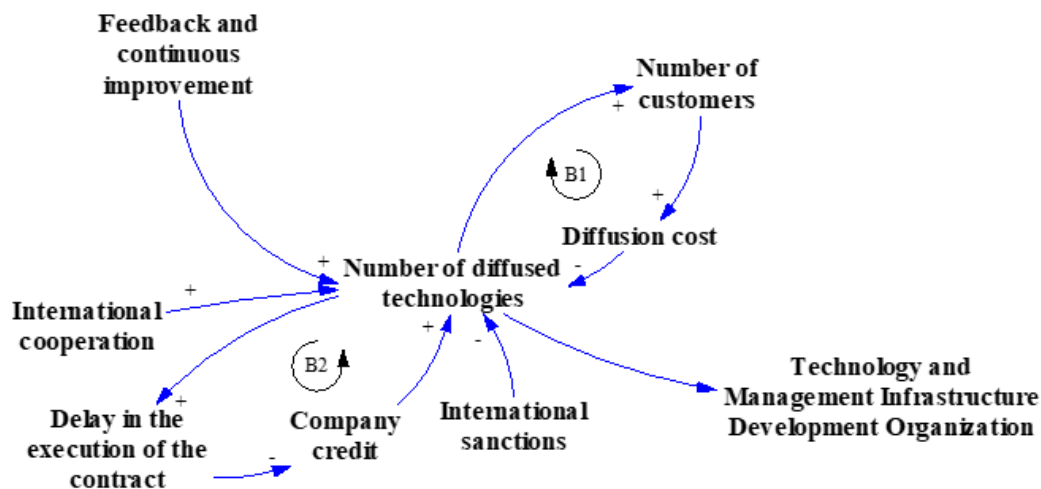 Feedback and
continuous
improvement
Number of
customers
+
B1
+
Diffusion cost
-
+
Number of diffused
technologies
+
International
cooperation
+
-
B2
+
Delay in the
execution of the
contract
-
Company
credit
International
sanctions
Technology and
Management Infrastructure
Development Organization